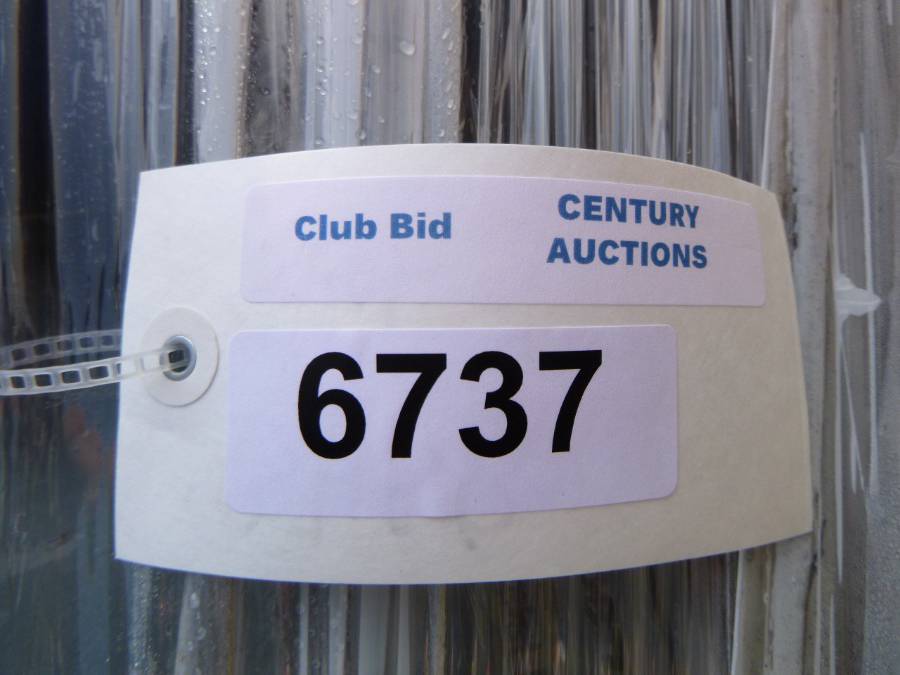 Club Bid
CENTURY
AUCTIONS
6737